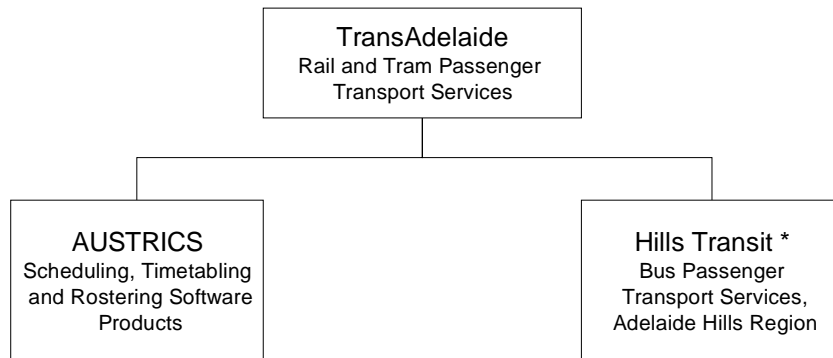 TransAdelaide
Rail and Tram Passenger
Transport Services
AUSTRICS
Scheduling, Timetabling
and Rostering Software
Products
Hills Transit *
Bus Passenger
Transport Services,
Adelaide Hills Region